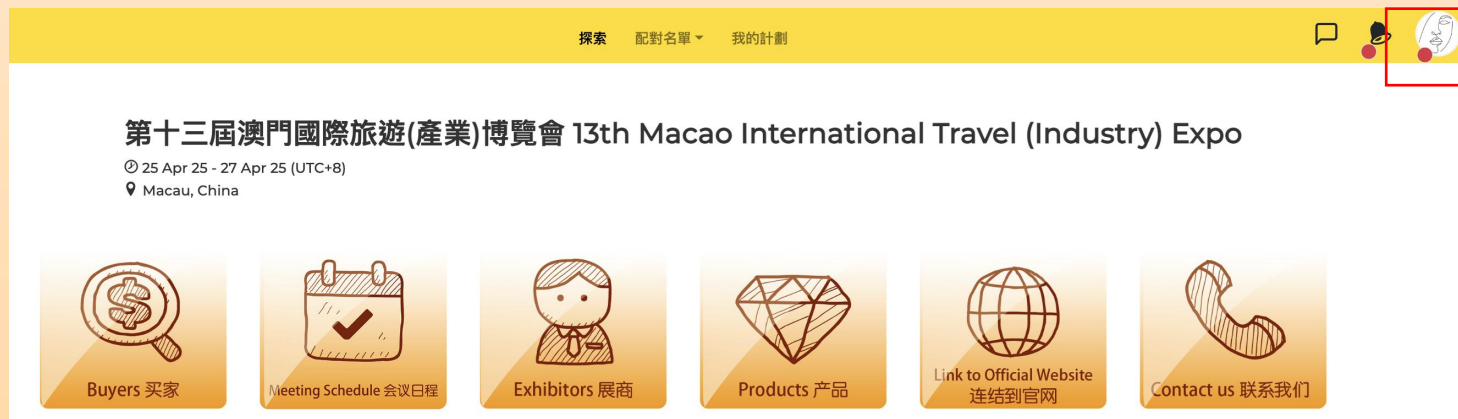 探索 配對名單 我的計劃
第十三屆澳門國際旅遊(產業)博覽會 13th Macao International Travel (Industry) Expo
25 Apr 25 - 27 Apr 25 (UTC+8)
Macau, China
Buyers 买家
Meeting Schedule 会议日程
Exhibitors 展商
Products 产品
Link to Official Website
连结到官网
Contact us 联系我们